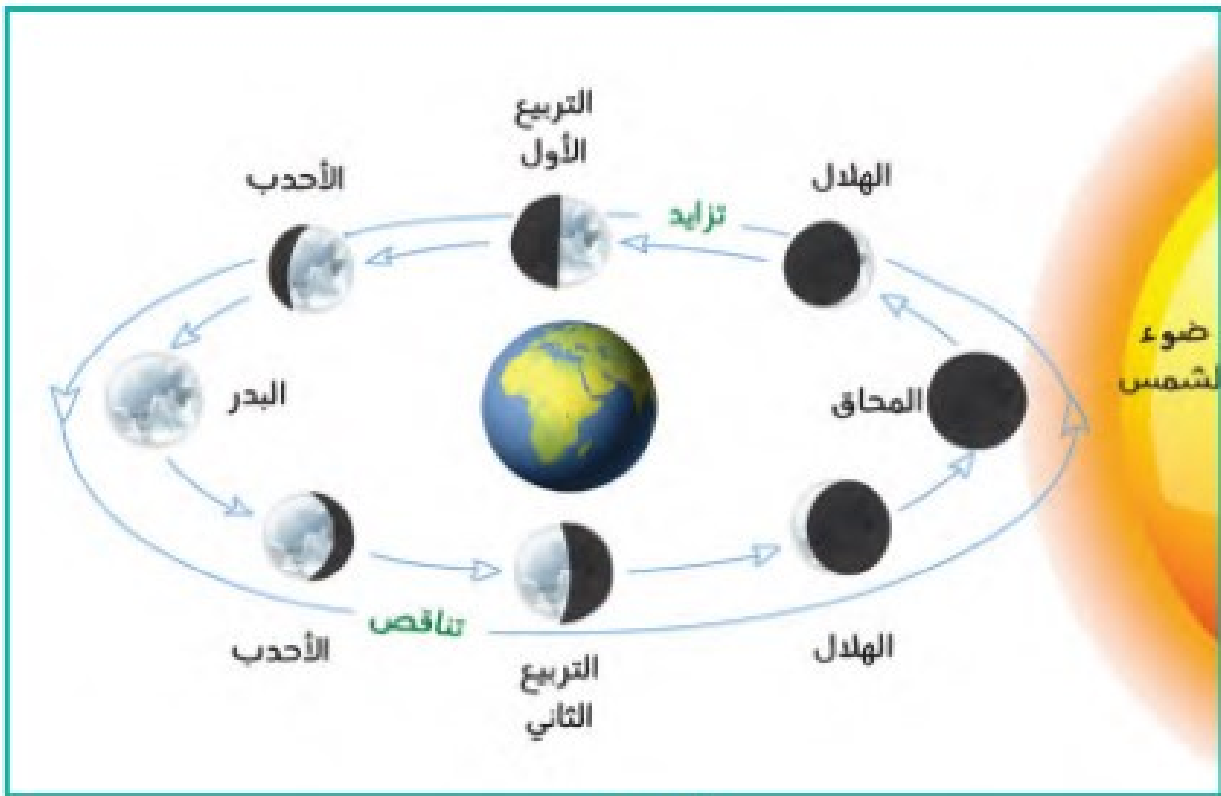 التربيع
الأول
الهلال
الأحدب
تزايد
ضوء
الشمس
المحاق
البدر
تناقص
الأحدب
الهلال
التربيع
الثاني